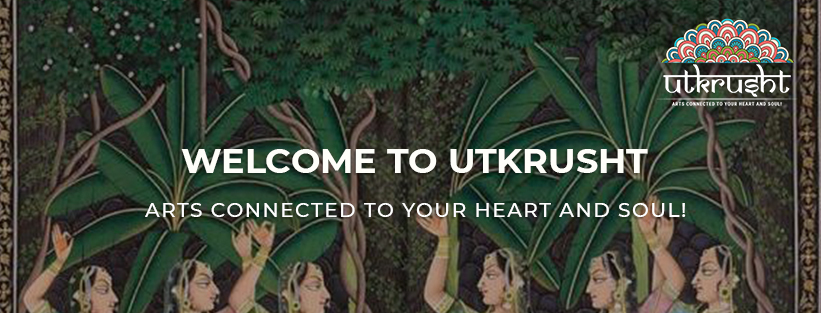 utkrusht
ARTS CONNECTED TO YOUR HEART AND SOUL!
WELCOME TO UTKRUSHT
ARTS CONNECTED TO YOUR HEART AND SOUL!